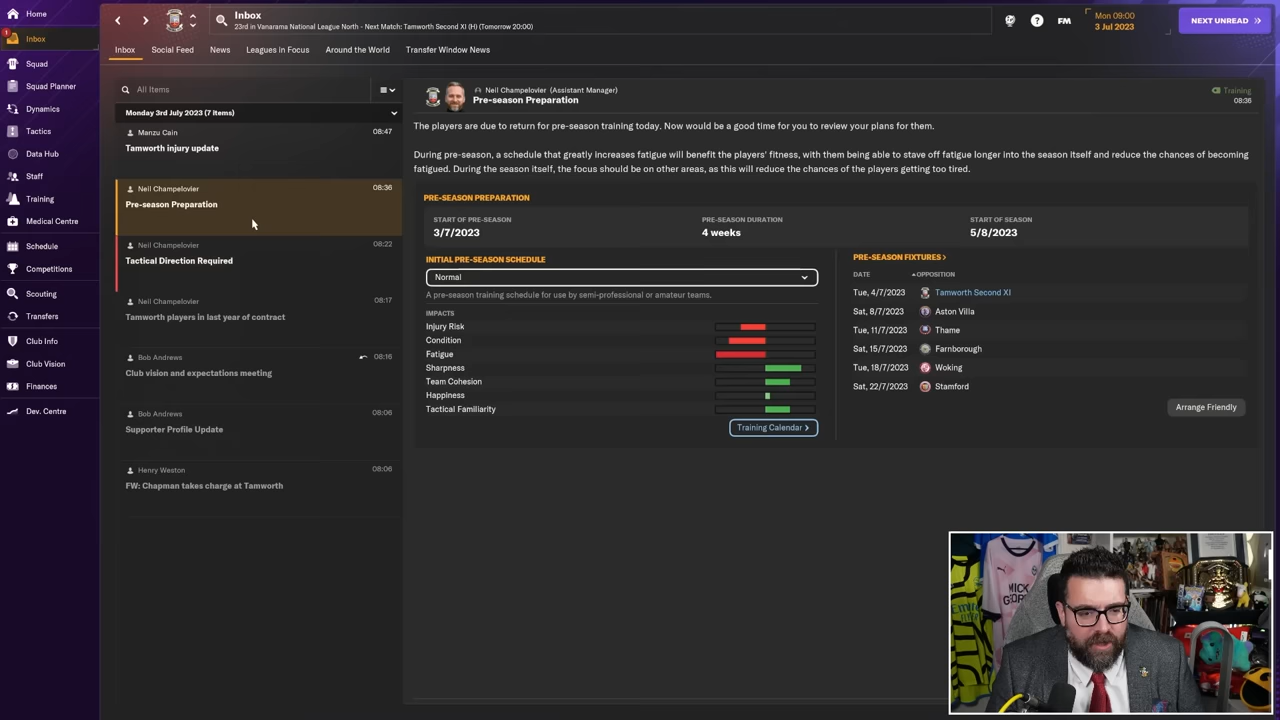 Home
Inbox
1
Squad
Squad Planner
Dynamics
Tactics
Data Hub
Staff
Training
Medical Centre
Schedule
Competitions
Scouting
Transfers
Club Info
Club Vision
Finances
Dev. Centre
Inbox
23rd in Vanarama National League North - Next Match: Tamworth Second XI (H) (Tomorrow 20:00)
FM
Mon 09:00
3 Jul 2023
NEXT UNREAD
Inbox
Social Feed
News
Leagues in Focus
Around the World
Transfer Window News
All Items
Monday 3rd July 2023 (7 Items)
Manzu Cain 08:47
Tamworth injury update
Neil Champelovier 08:36
Pre-season Preparation
Neil Champelovier 08:22
Tactical Direction Required
Neil Champelovier 08:17
Tamworth players in last year of contract
Bob Andrews 08:16
Club vision and expectations meeting
Bob Andrews 08:06
Supporter Profile Update
Henry Weston 08:06
FW: Chapman takes charge at Tamworth
Neil Champelovier (Assistant Manager)
Pre-season Preparation
Training
08:36
The players are due to return for pre-season training today. Now would be a good time for you to review your plans for them.
During pre-season, a schedule that greatly increases fatigue will benefit the players' fitness, with them being able to stave off fatigue longer into the season itself and reduce the chances of becoming
fatigued. During the season itself, the focus should be on other areas, as this will reduce the chances of the players getting too tired.
PRE-SEASON PREPARATION
START OF PRE-SEASON
3/7/2023
PRE-SEASON DURATION
4 weeks
START OF SEASON
5/8/2023
INITIAL PRE-SEASON SCHEDULE
Normal
A pre-season training schedule for use by semi-professional or amateur teams.
IMPACTS
Injury Risk
Condition
Fatigue
Sharpness
Team Cohesion
Happiness
Tactical Familiarity
Training Calendar >
PRE-SEASON FIXTURES >
DATE OPPOSITION
Tue, 4/7/2023 Tamworth Second XI
Sat, 8/7/2023 Aston Villa
Tue, 11/7/2023 Thame
Sat, 15/7/2023 Farnborough
Tue, 18/7/2023 Woking
Sat, 22/7/2023 Stamford
Arrange Friendly